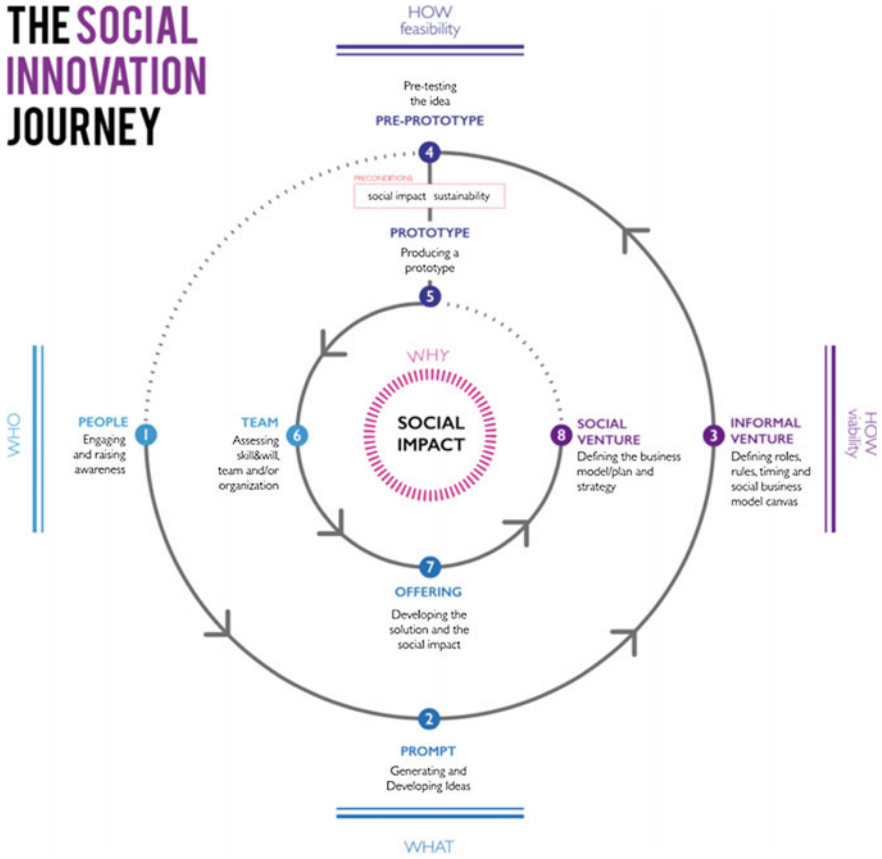 THE SOCIAL
INNOVATION
JOURNEY
HOW
feasibility
Pre-testing
the idea
PRE-PROTOTYPE
4
PRECONDITIONS
social impact sustainability
PROTOTYPE
Producing a
prototype
5
WHY
SOCIAL
IMPACT
WHO
PEOPLE
1
Engaging
and raising
awareness
TEAM
6
Assessing
skill&will,
team and/or
organization
8
SOCIAL
VENTURE
Defining the business
model/plan and
strategy
3
INFORMAL
VENTURE
Defining roles,
rules, timing and
social business
model canvas
HOW
viability
7
OFFERING
Developing the
solution and the
social impact
2
PROMPT
Generating and
Developing Ideas
WHAT